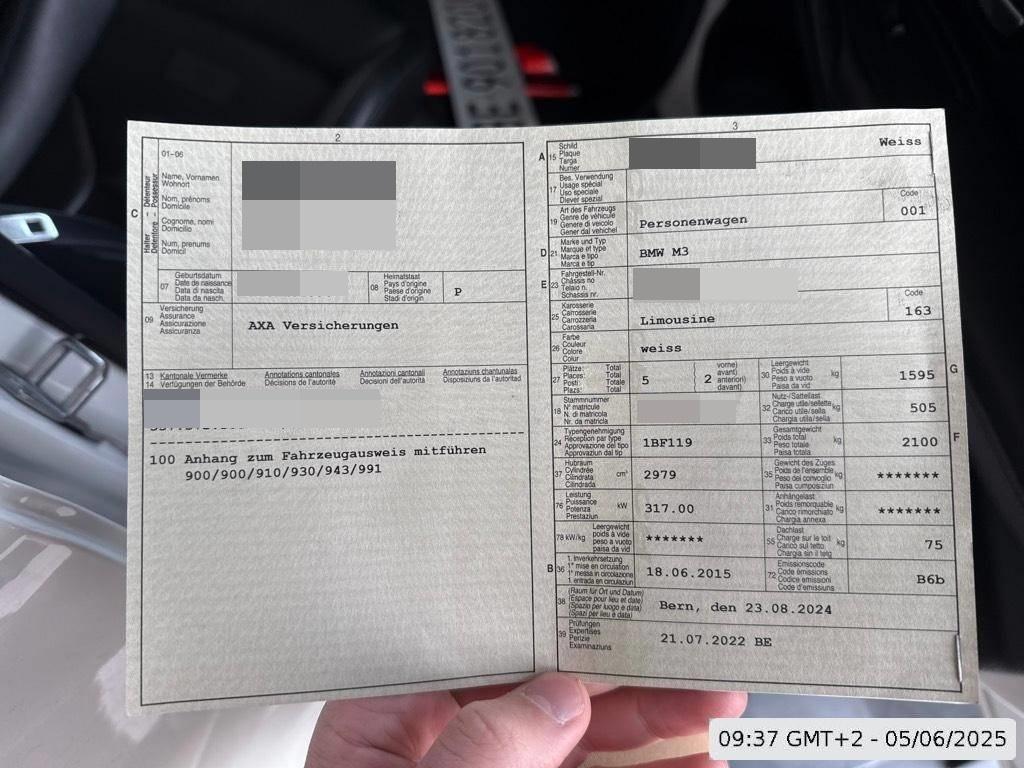 2
01-06
Name, Vornamen
Wohnort
Nom, prénoms
Domicile
Cognome, nomi
Domicilio
Num, prenums
Domicil
C
Halter - Détenteur
Detentore - Possessur
07
Geburtsdatum
Date de naissance
Data di nascita
Data da nasch.
08
Heimatstaat
Pays d'origine
Paese d'origine
Stadi d'origin
P
09
Versicherung
Assurance
Assicurazione
Assicuranza
AXA Versicherungen
13 Kantonale Vermerke Annotations cantonales Annotazioni cantonali Annotaziuns chantunalas
14 Verfügungen der Behörde Décisions de l'autorité Decisioni dell'autorità Disposiziuns da l'autoritad
100 Anhang zum Fahrzeugausweis mitführen
900/900/910/930/943/991
3
A 15
Schild
Plaque
Targa
Numer
Weiss
17
Bes. Verwendung
Usage spécial
Uso speciale
Diever spezial
19
Art des Fahrzeugs
Genre de véhicule
Genere di veicolo
Gener dal vehichel
Personenwagen
Code
001
D 21
Marke und Typ
Marque et type
Marca e tipo
Marca e tip
BMW M3
E 23
Fahrgestell-Nr.
Châssis no
Telaio n.
Schassis nr.
25
Karosserie
Carrosserie
Carrozzeria
Carossaria
Limousine
Code
163
26
Farbe
Couleur
Colore
Colur
weiss
27
Plätze: Total
Places: Total
Posti: Totale
Plazs: Total
5
2
vorne)
avant)
anteriori)
davant)
30
Leergewicht
Poids à vide
Peso a vuoto
Paisa da vid
kg
1595
G
18
Stammnummer
N° matricule
N. di matricola
Nr. da matricla
32
Nutz-/Sattellast
Charge utile/sellette
Carico utile/sella
Chargia utila/sella
kg
505
24
Typengenehmigung
Réception par type
Approvazione del tipo
Approvaziun dal tip
1BF119
33
Gesamtgewicht
Poids total
Peso totale
Paisa totala
kg
2100
F
37
Hubraum
Cylindrée
Cilindrata
Cilindrada
cm³
2979
35
Gewicht des Zuges
Poids de l'ensemble
Peso del convoglio
Paisa cumposiziun
kg
*******
76
Leistung
Puissance
Potenza
Prestaziun
kW
317.00
31
Anhängelast
Poids remorquable
Carico rimorchiato
Chargia annexa
kg
*******
78 kW/kg
Leergewicht
poids à vide
peso a vuoto
paisa da vid
*******
55
Dachlast
Charge sur le toit
Carico sul tetto
Chargia sin il tetg
kg
75
B 36
1. Inverkehrsetzung
1re mise en circulation
1a messa in circolazione
1. entrada en circulaziun
18.06.2015
72
Emissionscode
Code émissions
Codice emissioni
Code d'emissiuns
B6b
38
(Raum für Ort und Datum)
(Espace pour lieu et date)
(Spazio per luogo e data)
(Spazi per lieu e data)
Bern, den 23.08.2024
39
Prüfungen
Expertises
Perizie
Examinaziuns
21.07.2022 BE
09:37 GMT+2 - 05/06/2025